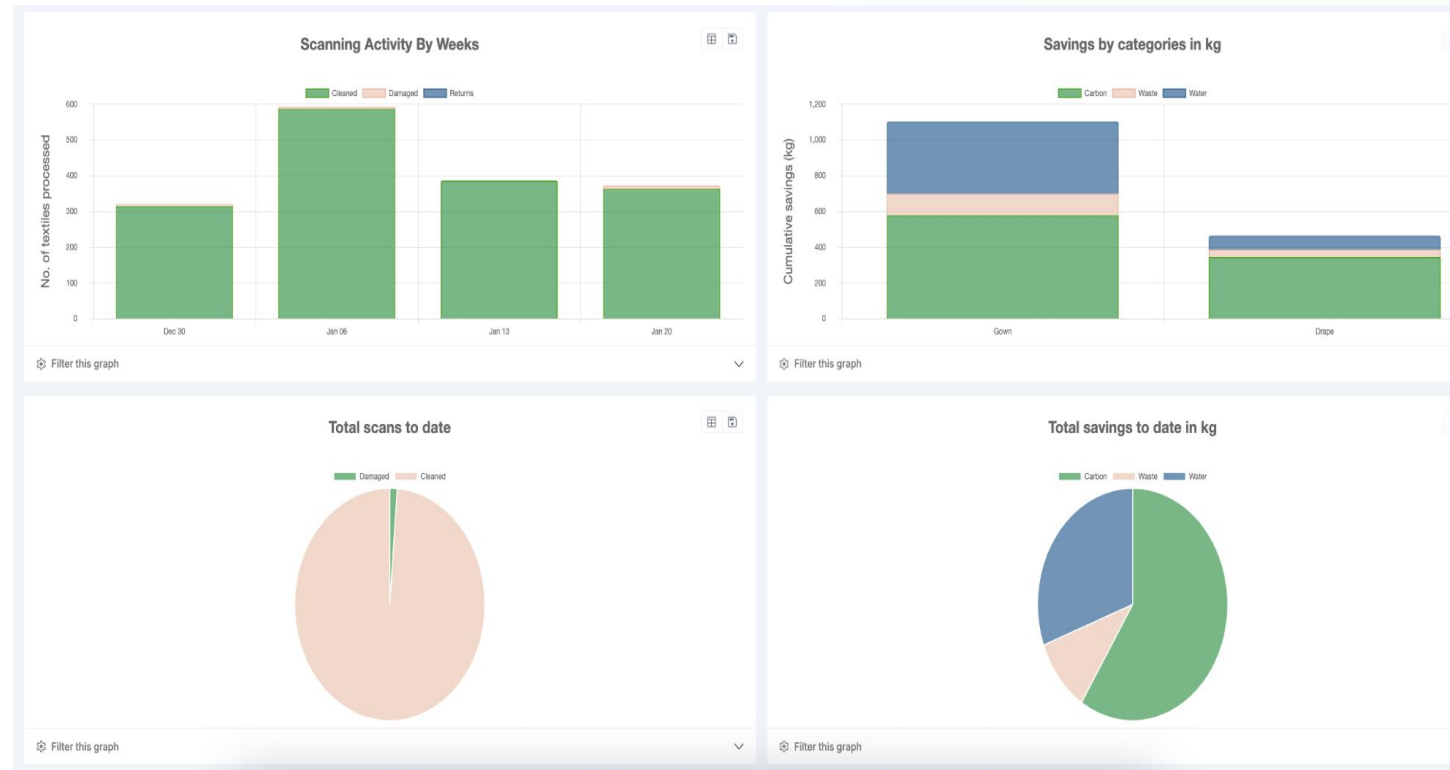 Scanning Activity By Weeks
Cleaned Damaged Returns
No. of textiles processed
600
500
400
300
200
100
0
Dec 30 Jan 06 Jan 13 Jan 20
Filter this graph
Savings by categories in kg
Carbon Waste Water
Cumulative savings (kg)
1,200
1,000
800
600
400
200
0
Gown Drape
Filter this graph
Total scans to date
Damaged Cleaned
Filter this graph
Total savings to date in kg
Carbon Waste Water
Filter this graph